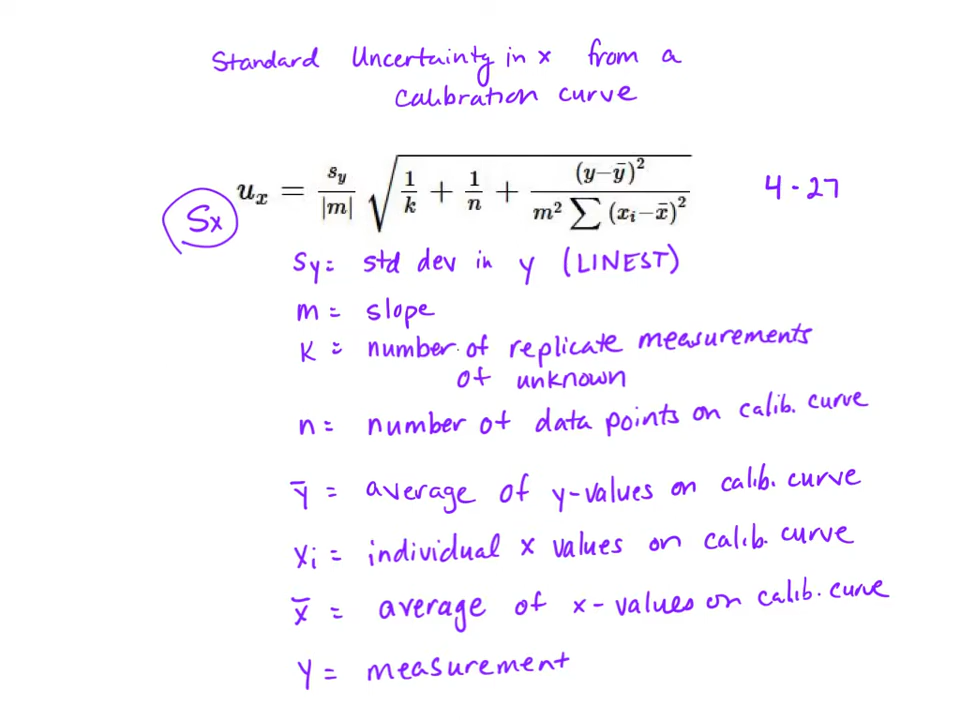 Standard Uncertainty in x from a
calibration curve
Sx uₓ = s_y/|m| √(1/k + 1/n + (y−ȳ)²/(m² ∑(xᵢ−x̄)²)) 4-27
Sy = std dev in y (LINEST)
m = slope
K = number of replicate measurements
of unknown
n = number of data points on calib. curve
ȳ = average of y-values on calib. curve
xi = individual x values on calib. curve
x̄ = average of x-values on calib. curve
y = measurement